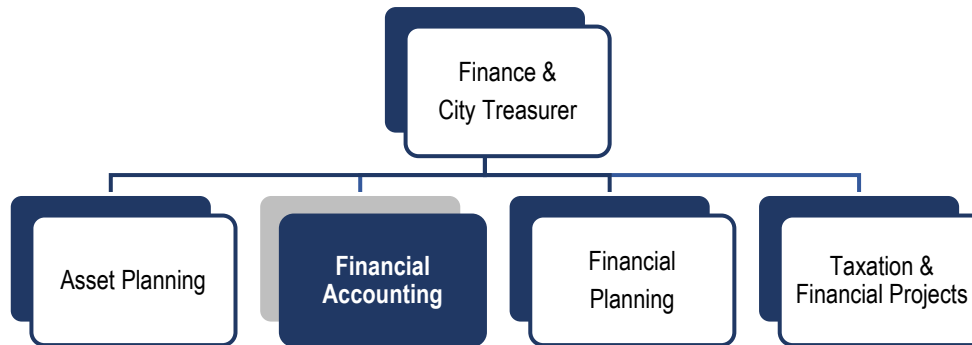 Finance &
City Treasurer
Asset Planning
Financial
Accounting
Financial
Planning
Taxation &
Financial Projects